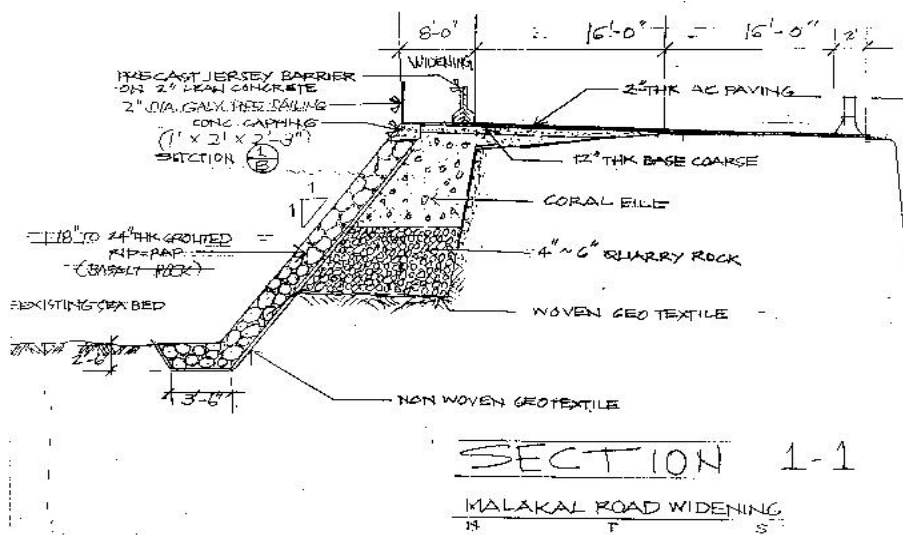 8'-0"
16'-0"
16'-0"
2'
WIDENING
PRECAST JERSEY BARRIER
ON 2" LEAN CONCRETE
2" DIA. GALV. PIPE RAILING
CONC. CAPPING
(1' X 2' X 2'-3")
SECTION 1
B
2" THK AC PAVING
12" THK BASE COARSE
1
1
CORAL FILL
18" TO 24" THK GROUTED
RIP-RAP
(BASALT ROCK)
4" ~ 6" QUARRY ROCK
EXISTING SEA BED
WOVEN GEO TEXTILE
2'-6"
3'-6"
NON WOVEN GEOTEXTILE
SECTION 1-1
MALAKAL ROAD WIDENING
N T S